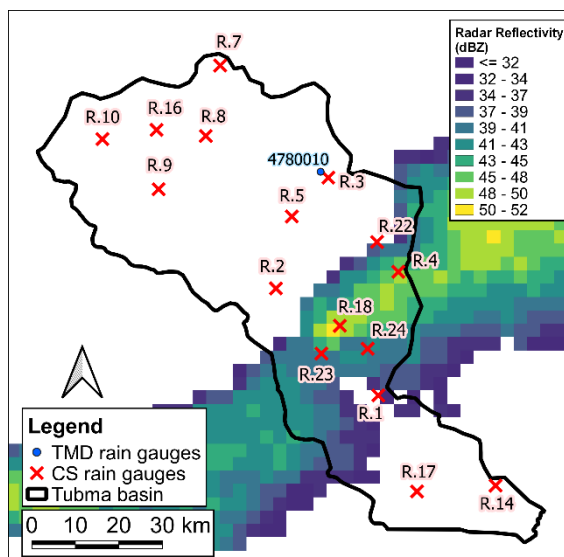 R.7
Radar Reflectivity
(dBZ)
<= 32
32 - 34
34 - 37
37 - 39
39 - 41
41 - 43
43 - 45
45 - 48
48 - 50
50 - 52
R.10
R.16
R.8
4780010
R.3
R.9
R.5
R.22
R.4
R.2
R.18
R.24
R.23
R.1
R.17
R.14
Legend
TMD rain gauges
CS rain gauges
Tubma basin
0 10 20 30 km